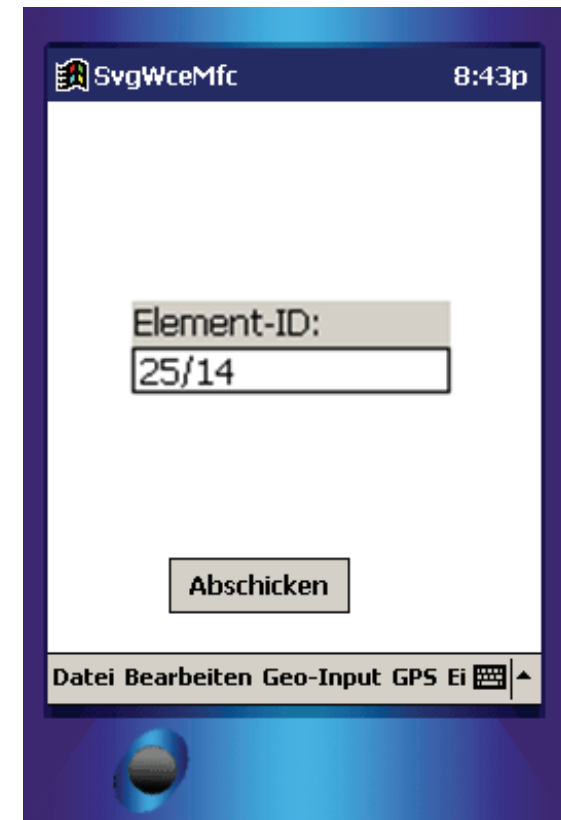 SvgWceMfc 8:43p
Element-ID:
25/14
Abschicken
Datei Bearbeiten Geo-Input GPS Ei